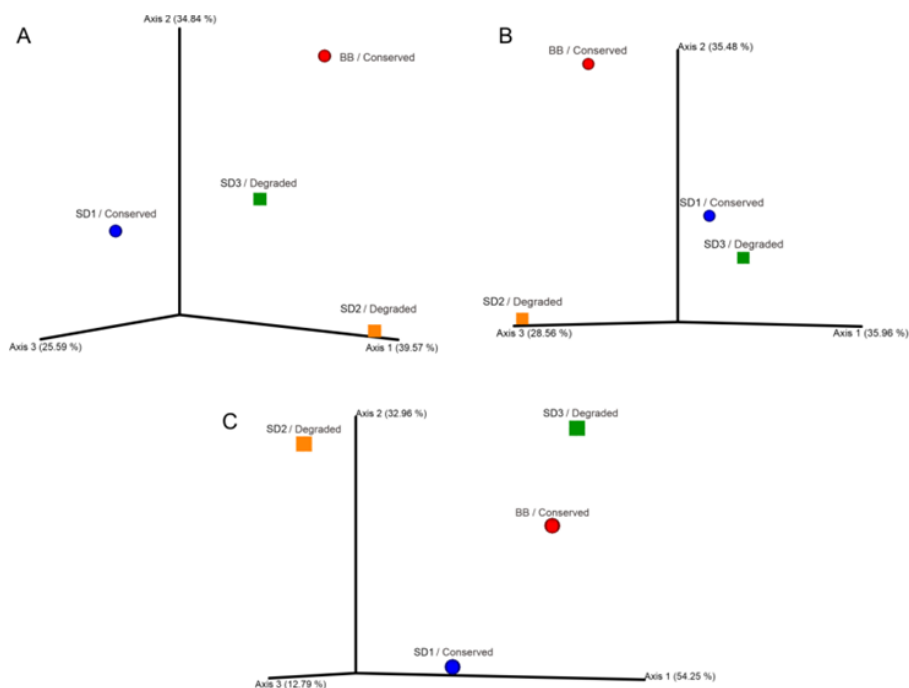 A
Axis 2 (34.84 %)
BB / Conserved
SD3 / Degraded
SD1 / Conserved
SD2 / Degraded
Axis 3 (25.59 %)
Axis 1 (39.57 %)
B
Axis 2 (35.48 %)
BB / Conserved
SD1 / Conserved
SD3 / Degraded
SD2 / Degraded
Axis 3 (28.56 %)
Axis 1 (35.96 %)
C
Axis 2 (32.96 %)
SD3 / Degraded
SD2 / Degraded
BB / Conserved
SD1 / Conserved
Axis 3 (12.79 %)
Axis 1 (54.25 %)